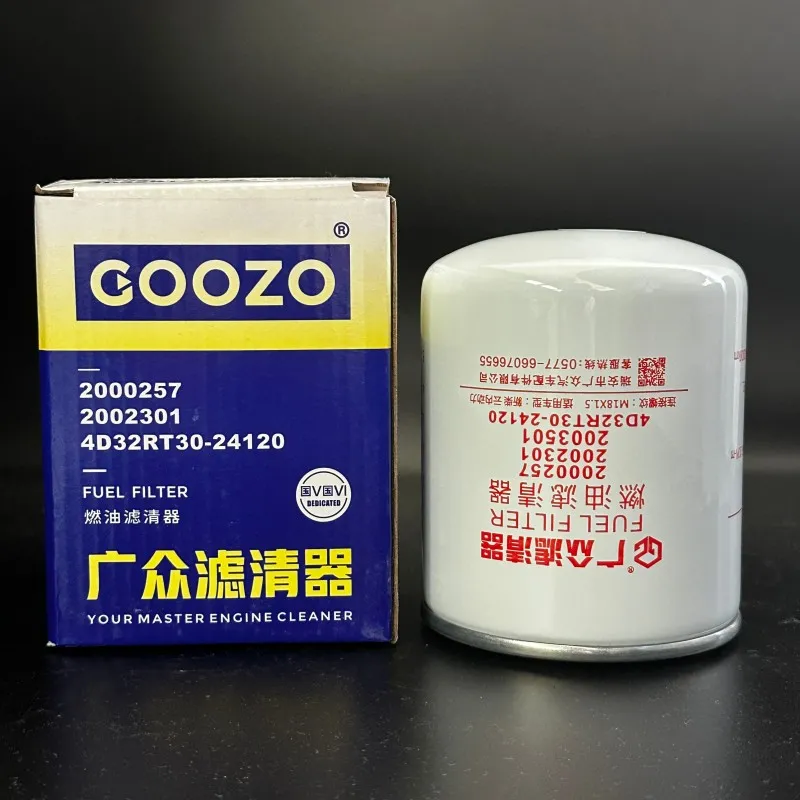 ®
GOOZO
2000257
2002301
4D32RT30-24120
FUEL FILTER
燃油滤清器
国V国VI
DEDICATED
广众滤清器
YOUR MASTER ENGINE CLEANER
广众滤清器®
FUEL FILTER
燃油滤清器
2000257
2002301
2003501
4D32RT30-24120
连接螺纹：M18X1.5 适用车型：新柴云内动力
瑞安市广众汽车配件有限公司
客服热线：0577-66076655